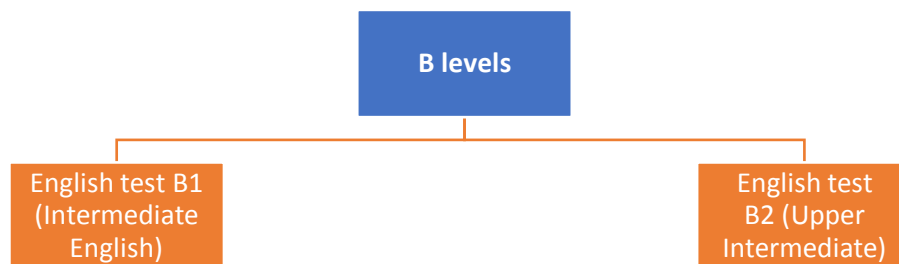 B levels
English test B1
(Intermediate
English)
English test
B2 (Upper
Intermediate)